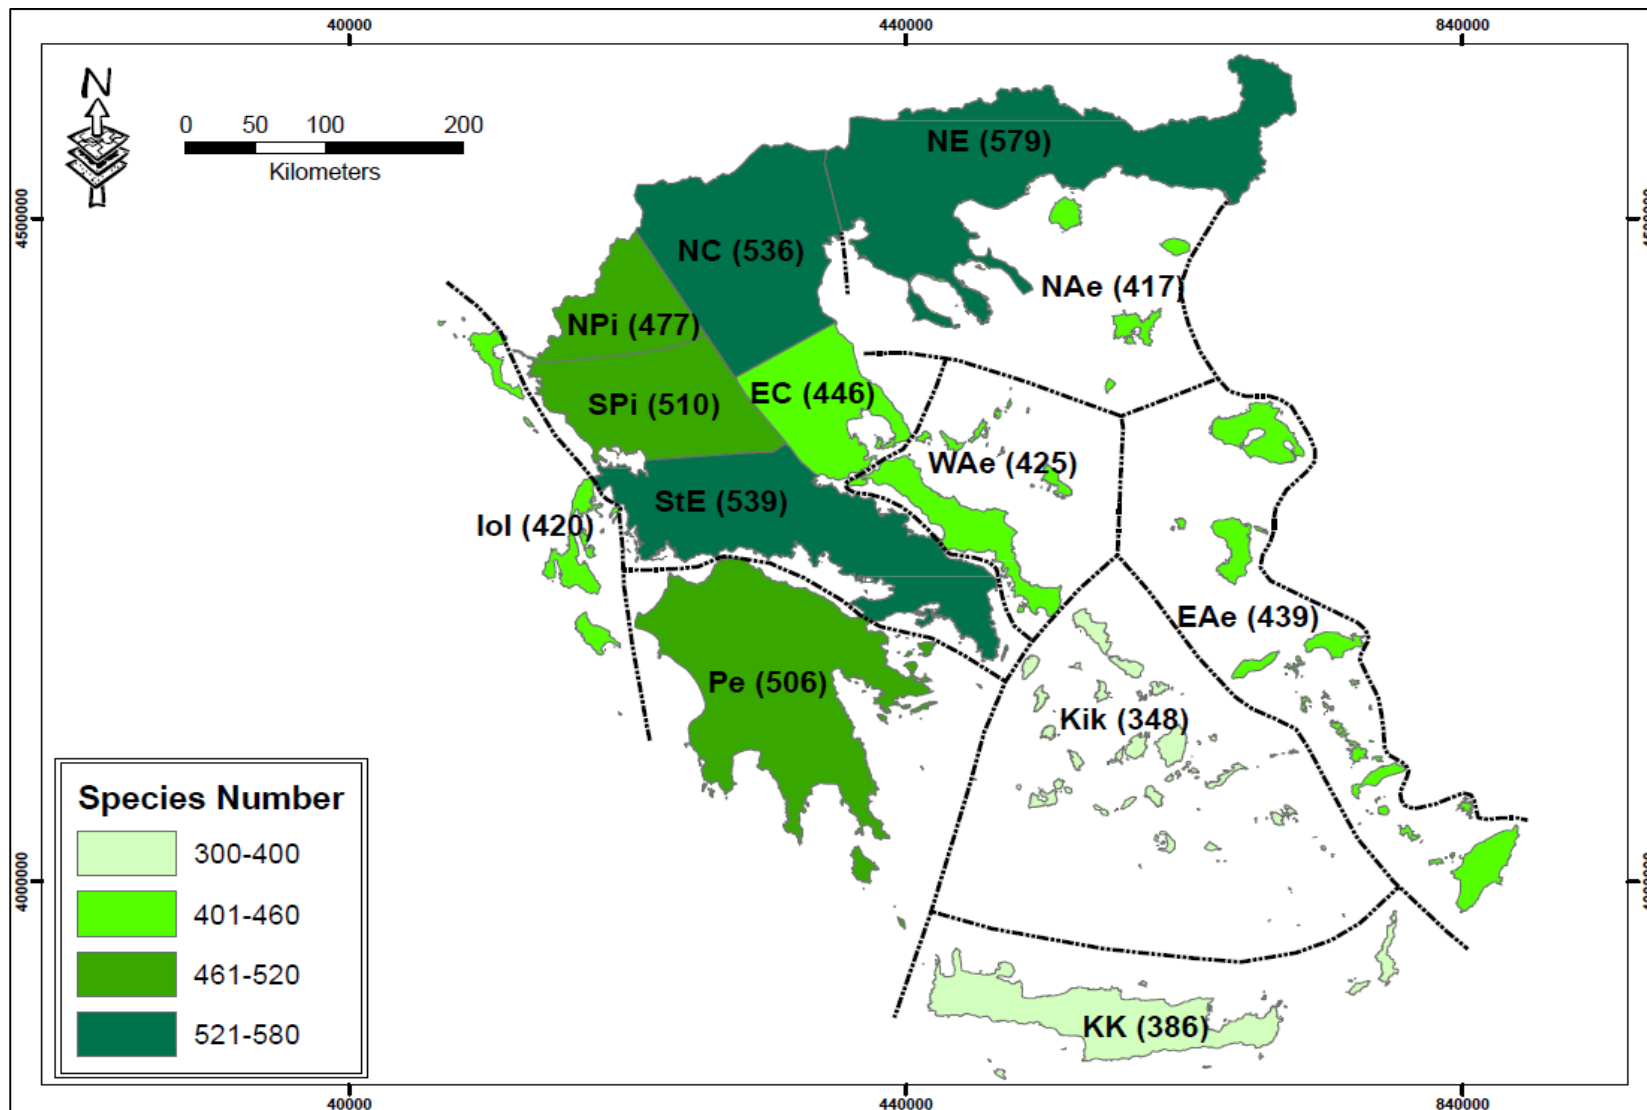 40000 440000 840000
N
0 50 100 200
Kilometers
NE (579)
4500000
NC (536)
NAe (417)
NPi (477)
EC (446)
SPi (510)
WAe (425)
StE (539)
IoI (420)
EAe (439)
Pe (506)
Kik (348)
Species Number
300-400
401-460
461-520
521-580
4000000
KK (386)
40000 440000 840000